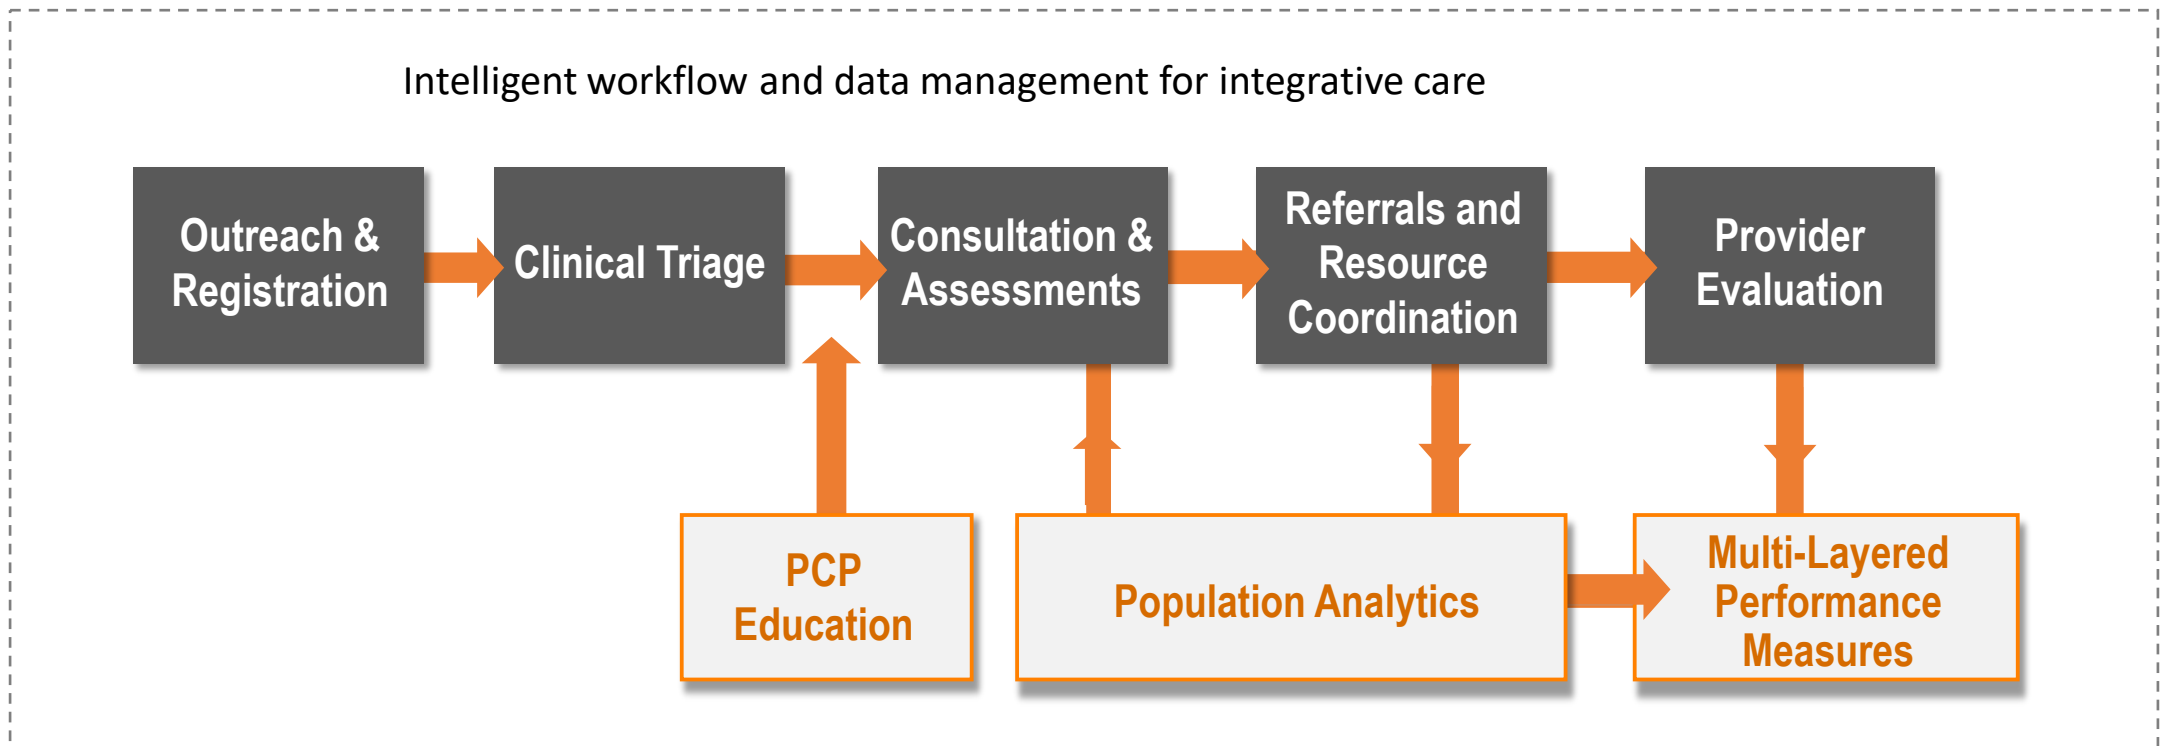 Intelligent workflow and data management for integrative care
Outreach &
Registration
Clinical Triage
Consultation &
Assessments
Referrals and
Resource
Coordination
Provider
Evaluation
PCP
Education
Population Analytics
Multi-Layered
Performance
Measures